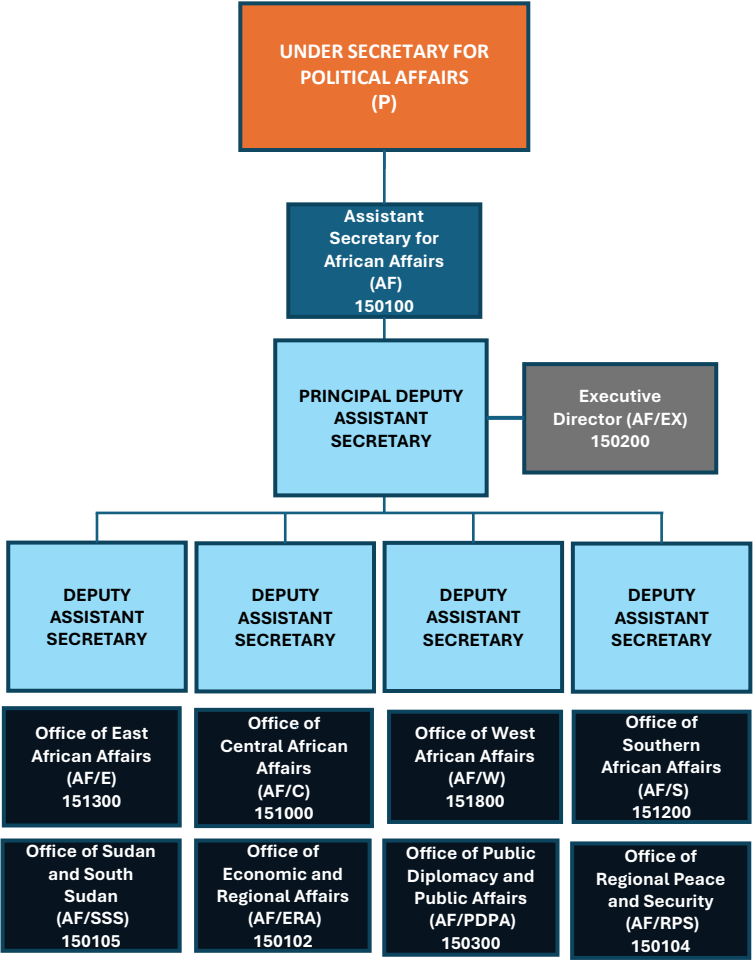 UNDER SECRETARY FOR
POLITICAL AFFAIRS
(P)
Assistant
Secretary for
African Affairs
(AF)
150100
PRINCIPAL DEPUTY
ASSISTANT
SECRETARY
Executive
Director (AF/EX)
150200
DEPUTY
ASSISTANT
SECRETARY
DEPUTY
ASSISTANT
SECRETARY
DEPUTY
ASSISTANT
SECRETARY
DEPUTY
ASSISTANT
SECRETARY
Office of East
African Affairs
(AF/E)
151300
Office of
Central African
Affairs
(AF/C)
151000
Office of West
African Affairs
(AF/W)
151800
Office of
Southern
African Affairs
(AF/S)
151200
Office of Sudan
and South
Sudan
(AF/SSS)
150105
Office of
Economic and
Regional Affairs
(AF/ERA)
150102
Office of Public
Diplomacy and
Public Affairs
(AF/PDPA)
150300
Office of
Regional Peace
and Security
(AF/RPS)
150104